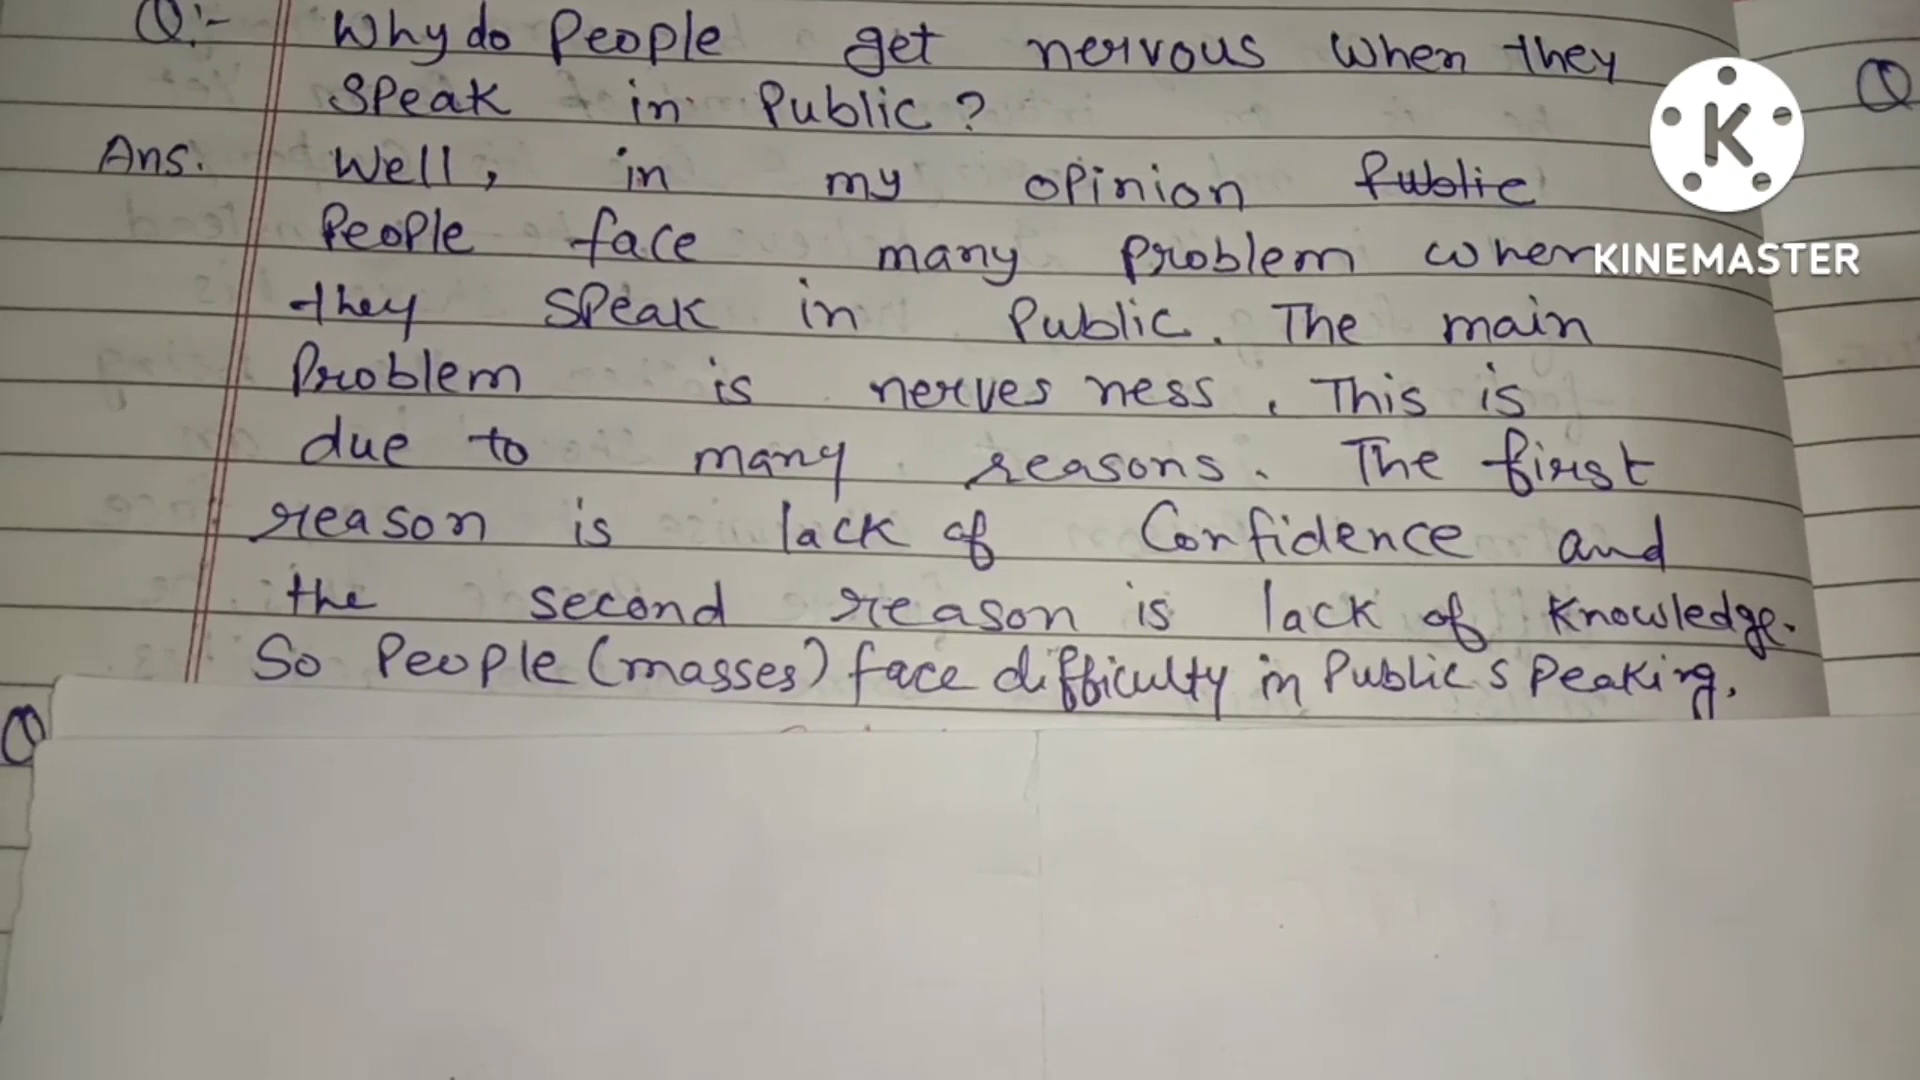 Q:- Why do People get nervous when they
Speak in Public?
Ans. Well, in my opinion Public
People face many problem when
they Speak in Public. The main
Problem is nerves ness. This is
due to many reasons. The first
reason is lack of Confidence and
the second reason is lack of Knowledge.
So People (masses) face difficulty in Public speaking.
Q
Q
K
KINEMASTER